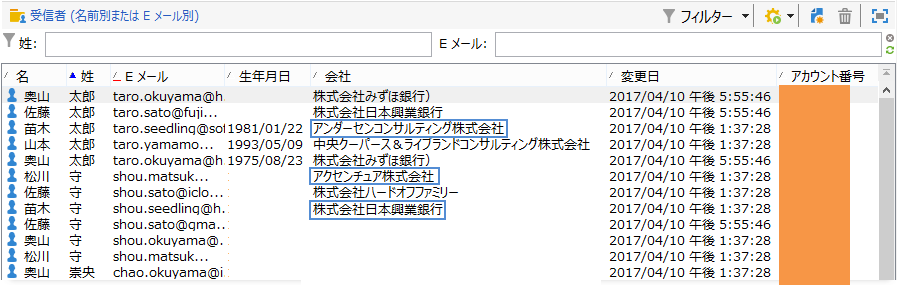 受信者 (名前別または E メール別) フィルター
姓: E メール:
名 姓 E メール 生年月日 会社 変更日 アカウント番号
奥山 太郎 taro.okuyama@h. 株式会社みずほ銀行) 2017/04/10 午後 5:55:46
佐藤 太郎 taro.sato@fuji... 株式会社日本興業銀行 2017/04/10 午後 5:55:46
苗木 太郎 taro.seedling@sof 1981/01/22 アンダーセンコンサルティング株式会社 2017/04/10 午後 1:37:28
山本 太郎 taro.yamamo... 1993/05/09 中央クーパース＆ライブランドコンサルティング株式会社 2017/04/10 午後 1:37:28
奥山 太郎 taro.okuyama@h. 1975/08/23 株式会社みずほ銀行) 2017/04/10 午後 5:55:46
松川 守 shou.matsuk... アクセンチュア株式会社 2017/04/10 午後 1:37:28
佐藤 守 shou.sato@iclo... 株式会社ハードオフファミリー 2017/04/10 午後 5:55:46
苗木 守 shou.seedling@h. 株式会社日本興業銀行 2017/04/10 午後 1:37:28
佐藤 守 shou.sato@gma... 2017/04/10 午後 5:55:46
奥山 守 shou.okuyama@. 2017/04/10 午後 1:37:28
松川 守 shou.matsuk... 2017/04/10 午後 1:37:28
奥山 崇央 chao.okuyama@i. 2017/04/10 午後 1:37:28